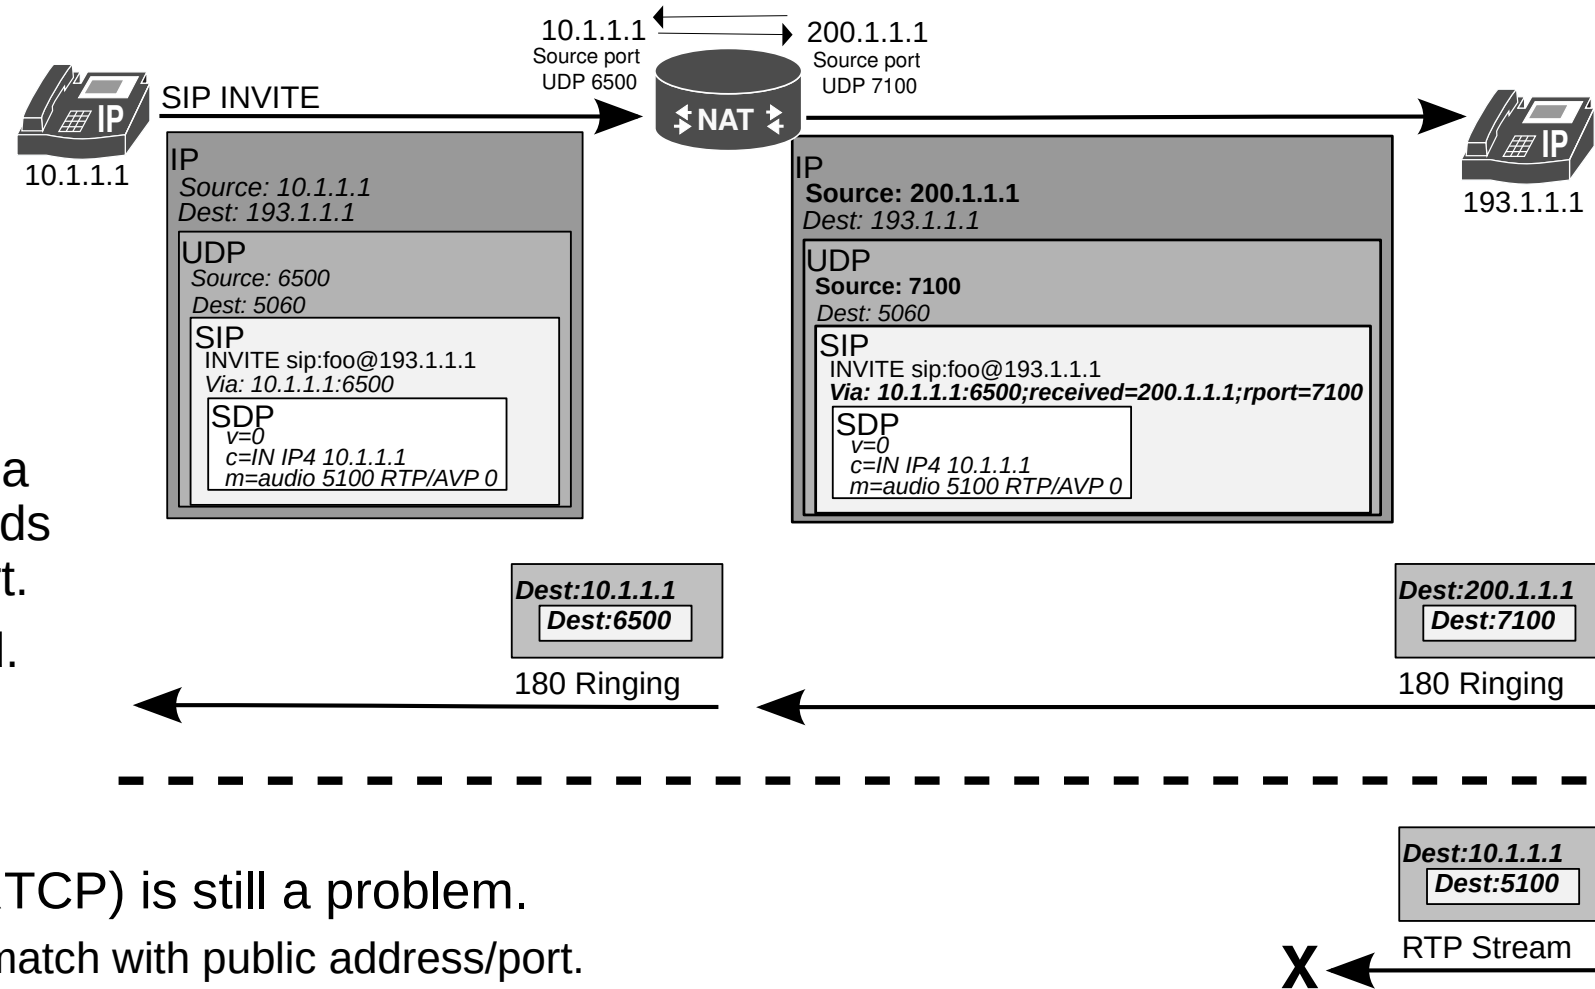 10.1.1.1
Source port
UDP 6500
200.1.1.1
Source port
UDP 7100
IP
10.1.1.1
SIP INVITE
NAT
IP
193.1.1.1
IP
Source: 10.1.1.1
Dest: 193.1.1.1
UDP
Source: 6500
Dest: 5060
SIP
INVITE sip:foo@193.1.1.1
Via: 10.1.1.1:6500
SDP
v=0
c=IN IP4 10.1.1.1
m=audio 5100 RTP/AVP 0
IP
Source: 200.1.1.1
Dest: 193.1.1.1
UDP
Source: 7100
Dest: 5060
SIP
INVITE sip:foo@193.1.1.1
Via: 10.1.1.1:6500;received=200.1.1.1;rport=7100
SDP
v=0
c=IN IP4 10.1.1.1
m=audio 5100 RTP/AVP 0
a
ds
t.
Dest:10.1.1.1
Dest:6500
180 Ringing
Dest:200.1.1.1
Dest:7100
180 Ringing
TCP) is still a problem.
match with public address/port.
Dest:10.1.1.1
Dest:5100
RTP Stream
X